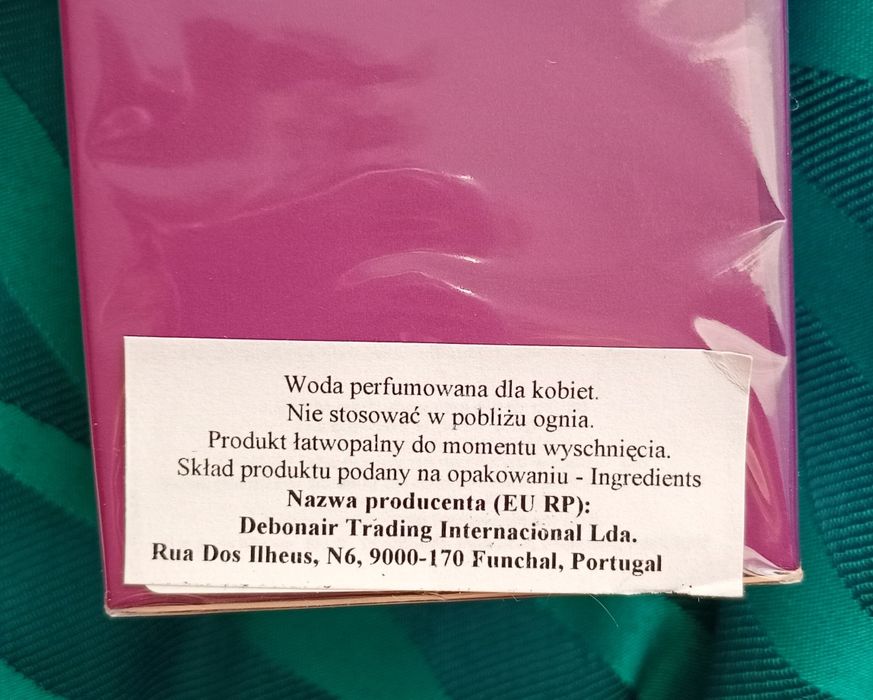 Woda perfumowana dla kobiet.
Nie stosować w pobliżu ognia.
Produkt łatwopalny do momentu wyschnięcia.
Skład produktu podany na opakowaniu - Ingredients
Nazwa producenta (EU RP):
Debonair Trading Internacional Lda.
Rua Dos Ilheus, N6, 9000-170 Funchal, Portugal